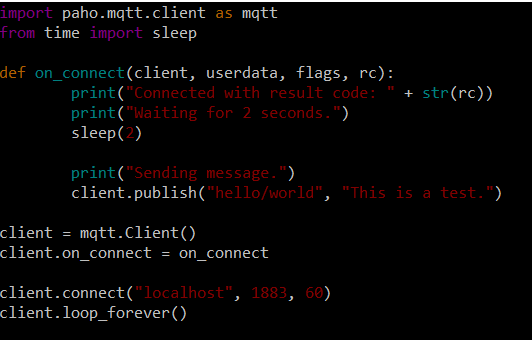 import paho.mqtt.client as mqtt
from time import sleep
def on_connect(client, userdata, flags, rc):
print("Connected with result code: " + str(rc))
print("Waiting for 2 seconds.")
sleep(2)
print("Sending message.")
client.publish("hello/world", "This is a test.")
client = mqtt.Client()
client.on_connect = on_connect
client.connect("localhost", 1883, 60)
client.loop_forever()